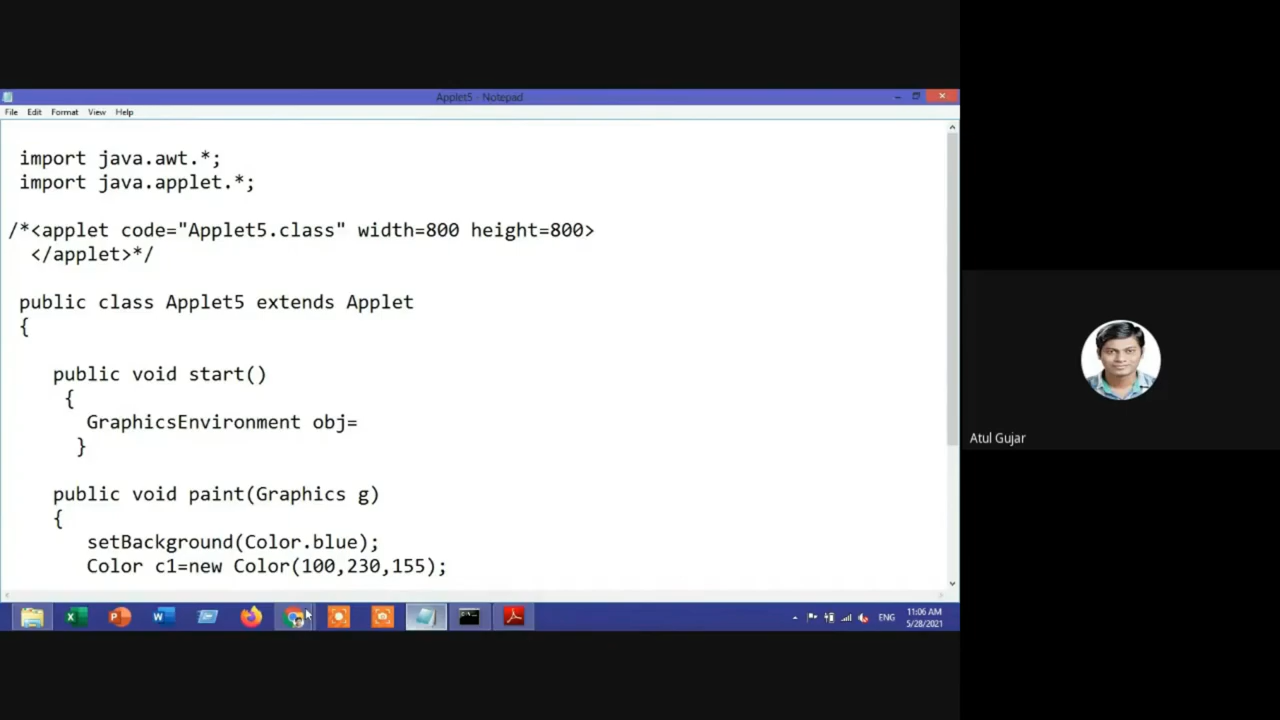 Applet5 - Notepad
File Edit Format View Help
import java.awt.*;
import java.applet.*;
/*<applet code="Applet5.class" width=800 height=800>
</applet>*/
public class Applet5 extends Applet
{
public void start()
{
GraphicsEnvironment obj=
}
public void paint(Graphics g)
{
setBackground(Color.blue);
Color c1=new Color(100,230,155);
Atul Gujar
ENG
11:06 AM
5/28/2021